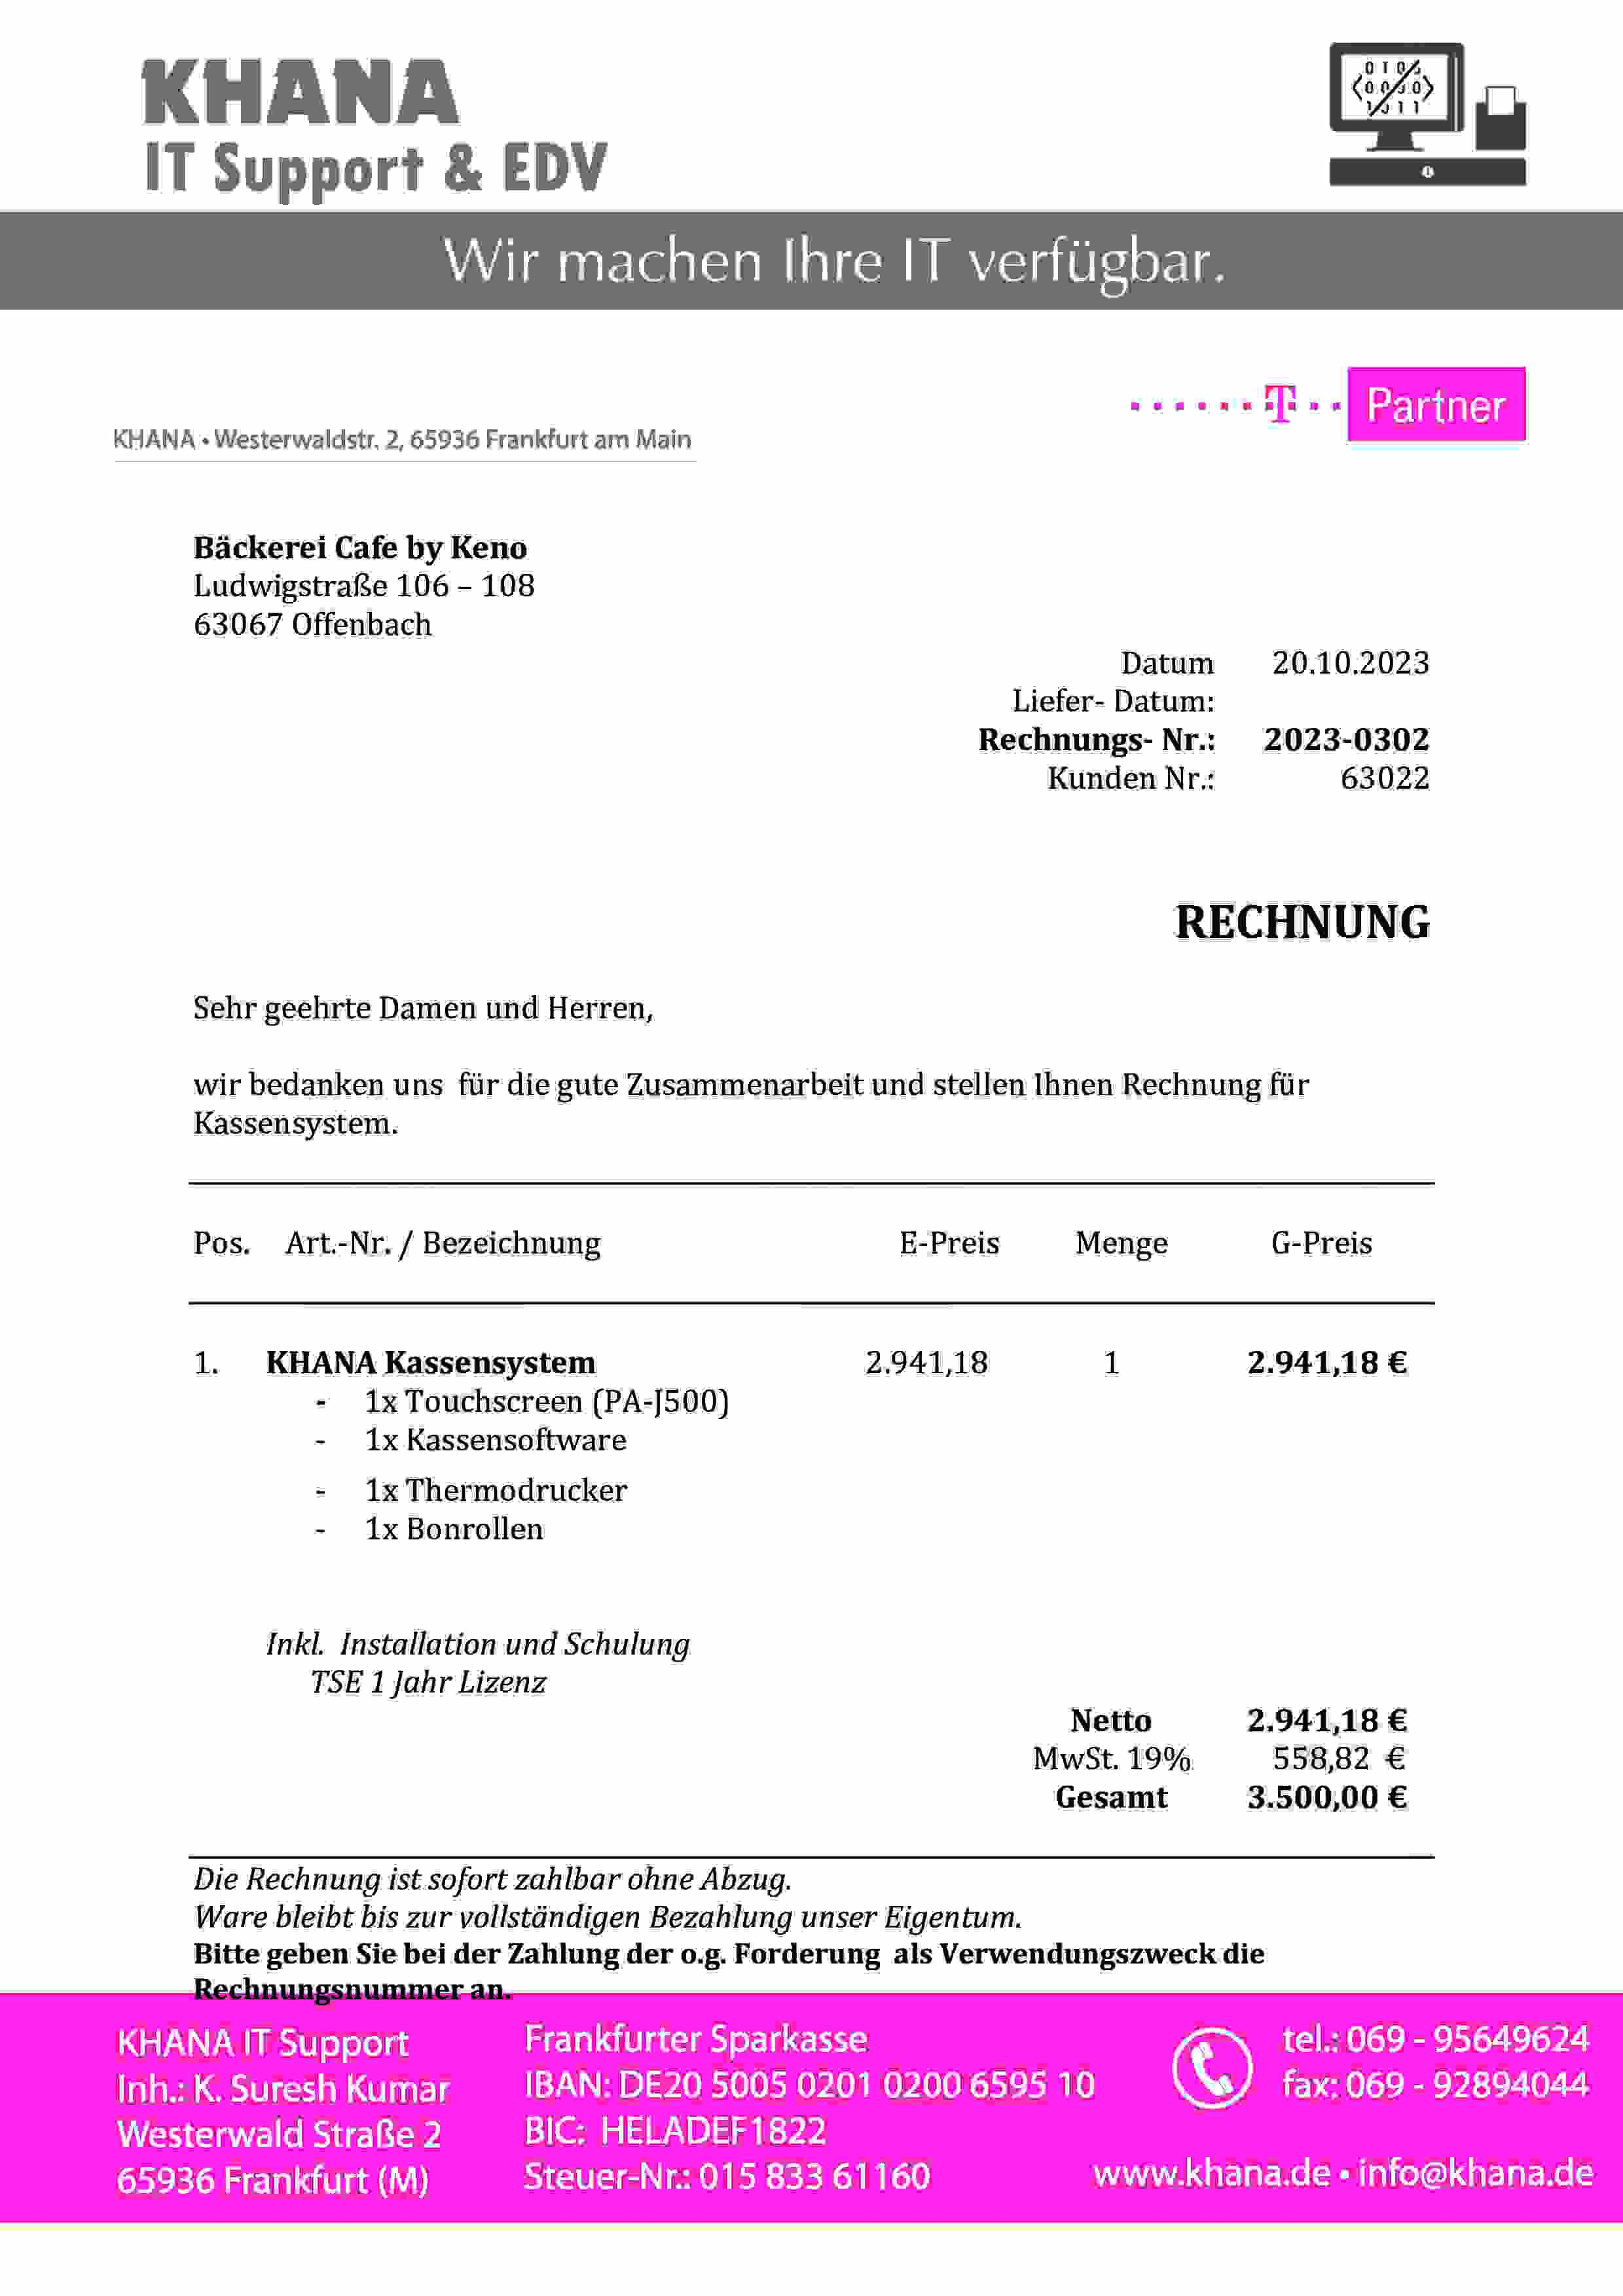 KHANA
IT Support & EDV
Wir machen Ihre IT verfügbar.
T Partner
KHANA • Westerwaldstr. 2, 65936 Frankfurt am Main
Bäckerei Cafe by Keno
Ludwigstraße 106 – 108
63067 Offenbach
Datum 20.10.2023
Liefer- Datum:
Rechnungs- Nr.: 2023-0302
Kunden Nr.: 63022
RECHNUNG
Sehr geehrte Damen und Herren,
wir bedanken uns für die gute Zusammenarbeit und stellen Ihnen Rechnung für
Kassensystem.
Pos. Art.-Nr. / Bezeichnung E-Preis Menge G-Preis
1. KHANA Kassensystem 2.941,18 1 2.941,18 €
- 1x Touchscreen (PA-J500)
- 1x Kassensoftware
- 1x Thermodrucker
- 1x Bonrollen
Inkl. Installation und Schulung
TSE 1 Jahr Lizenz
Netto 2.941,18 €
MwSt. 19% 558,82 €
Gesamt 3.500,00 €
Die Rechnung ist sofort zahlbar ohne Abzug.
Ware bleibt bis zur vollständigen Bezahlung unser Eigentum.
Bitte geben Sie bei der Zahlung der o.g. Forderung als Verwendungszweck die
Rechnungsnummer an.
KHANA IT Support
Inh.: K. Suresh Kumar
Westerwald Straße 2
65936 Frankfurt (M)
Frankfurter Sparkasse
IBAN: DE20 5005 0201 0200 6595 10
BIC: HELADEF1822
Steuer-Nr.: 015 833 61160
tel.: 069 - 95649624
fax: 069 - 92894044
www.khana.de • info@khana.de